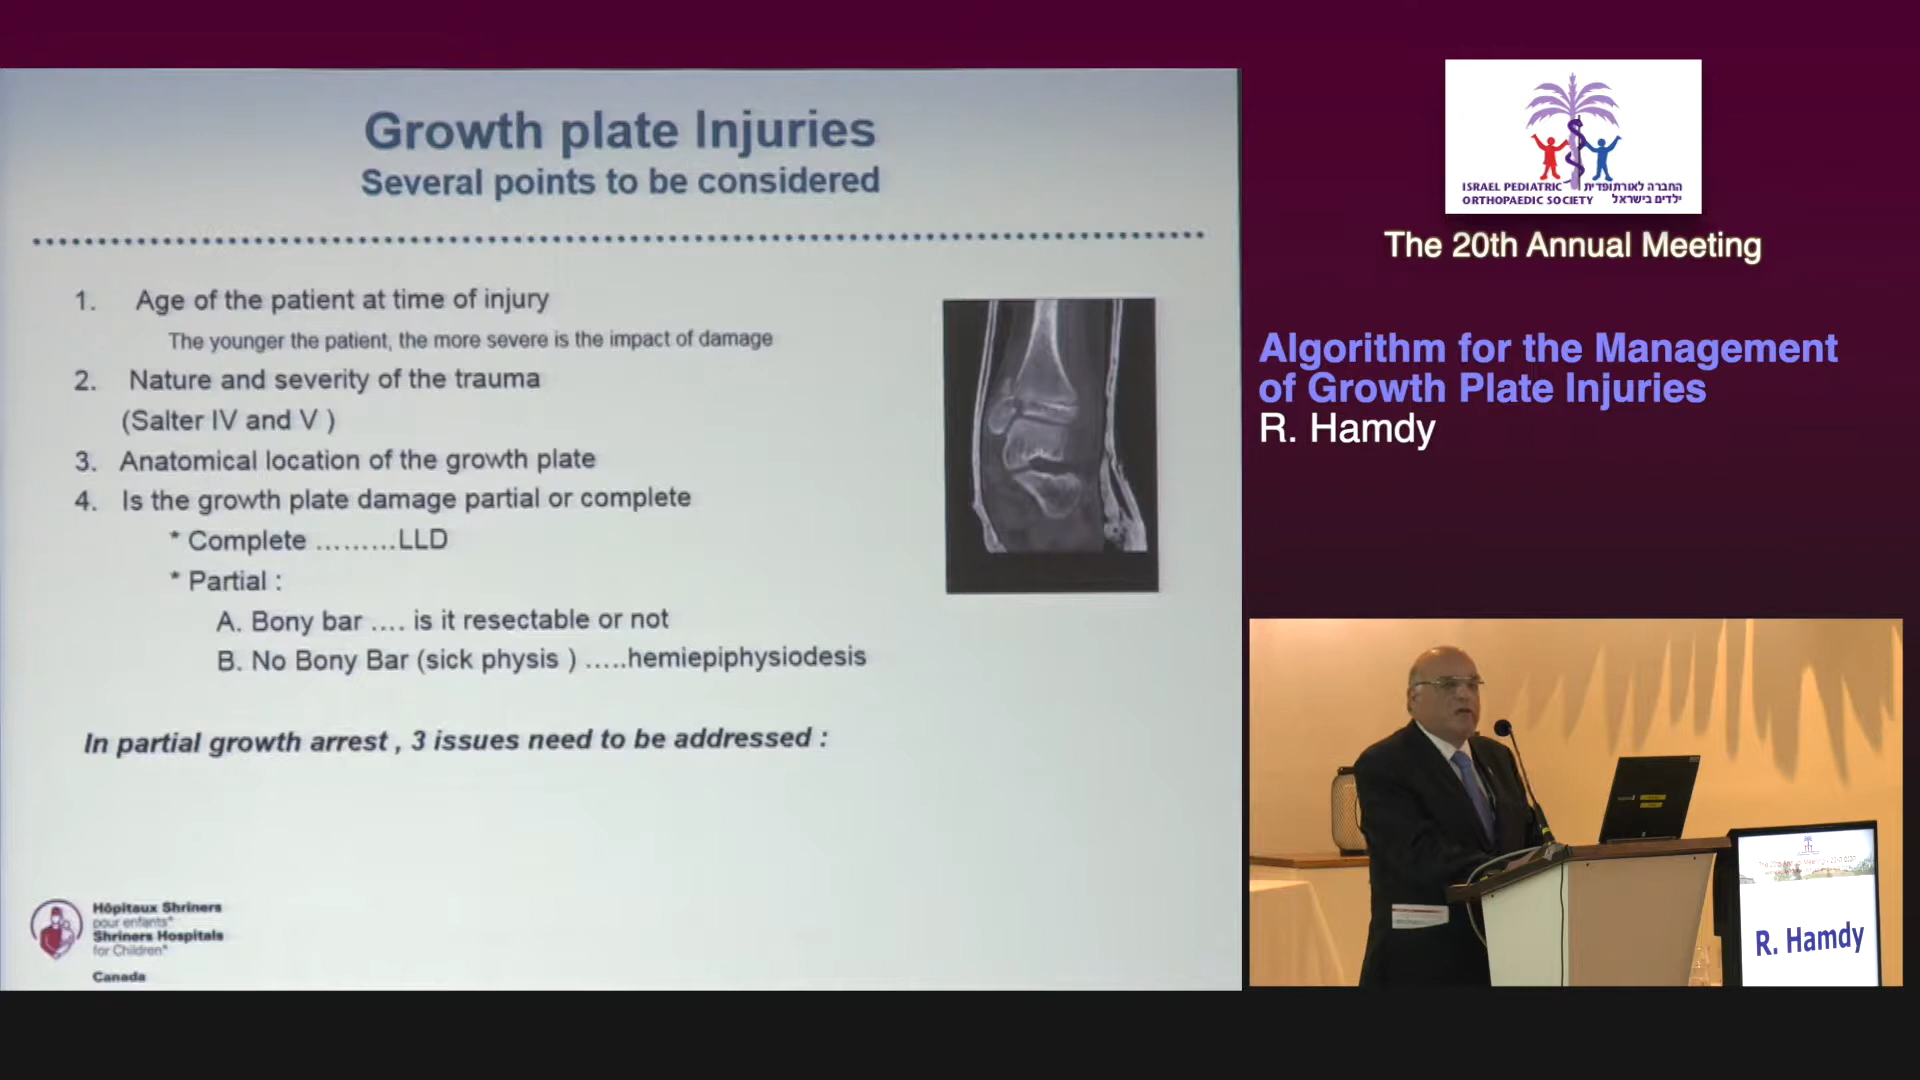 Growth plate Injuries
Several points to be considered
1. Age of the patient at time of injury
The younger the patient, the more severe is the impact of damage
2. Nature and severity of the trauma
(Salter IV and V )
3. Anatomical location of the growth plate
4. Is the growth plate damage partial or complete
* Complete .........LLD
* Partial :
A. Bony bar .... is it resectable or not
B. No Bony Bar (sick physis ) .....hemiepiphysiodesis
In partial growth arrest , 3 issues need to be addressed :
Hôpitaux Shriners
pour enfants®
Shriners Hospitals
for Children®
Canada
ISRAEL PEDIATRIC החברה לאורתופדית
ORTHOPAEDIC SOCIETY ילדים בישראל
The 20th Annual Meeting
Algorithm for the Management
of Growth Plate Injuries
R. Hamdy
R. Hamdy